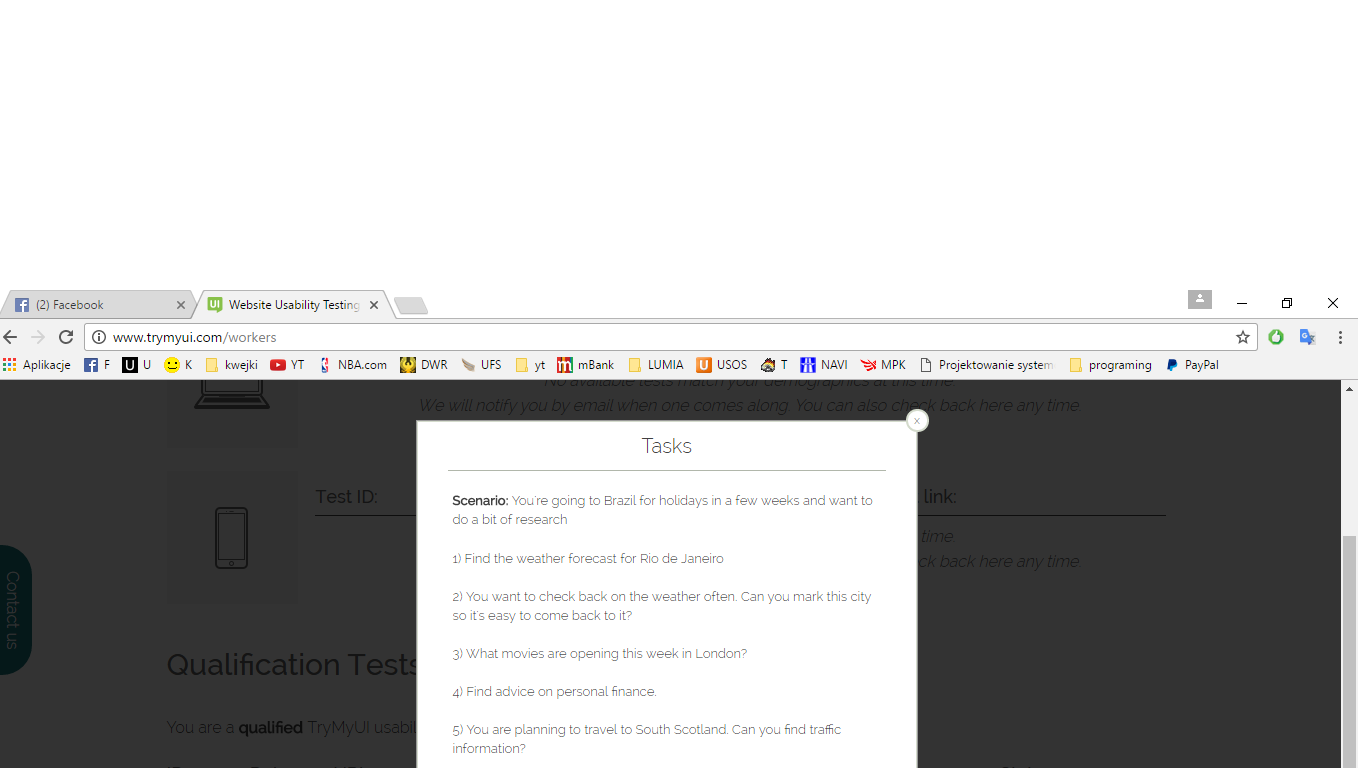 (2) Facebook
Website Usability Testing
www.trymyui.com/workers
Aplikacje F U K kwejki YT NBA.com DWR UFS yt mBank LUMIA USOS T NAVI MPK Projektowanie system programing PayPal
No available tests match your demographics at this time
We will notify you by email when one comes along. You can also check back here any time
x
Tasks
Test ID:
link:
Scenario: You're going to Brazil for holidays in a few weeks and want to
do a bit of research
time.
1) Find the weather forecast for Rio de Janeiro
ck back here any time
2) You want to check back on the weather often. Can you mark this city
so it's easy to come back to it?
Contact us
3) What movies are opening this week in London?
Qualification Tests
4) Find advice on personal finance.
You are a qualified TryMyUI usabil
5) You are planning to travel to South Scotland. Can you find traffic
information?